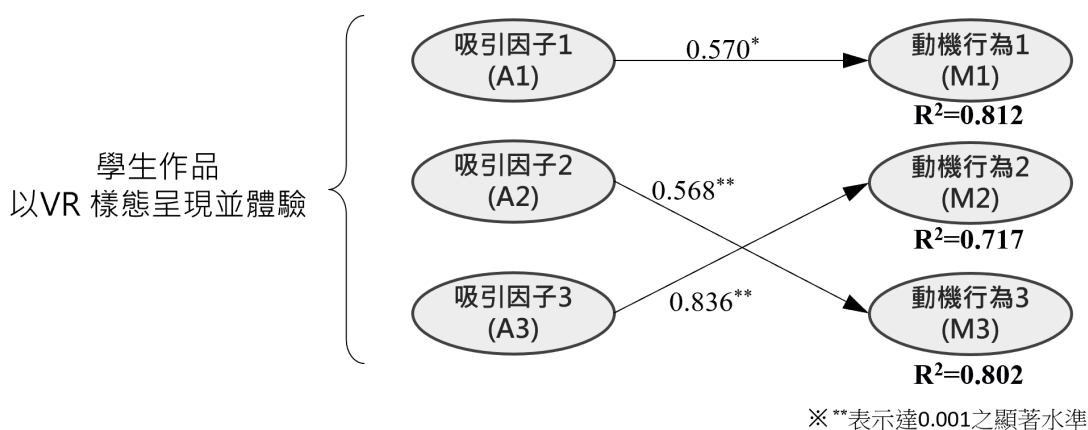 吸引因子1
(A1)
0.570*
動機行為1
(M1)
R²=0.812
學生作品
以VR 樣態呈現並體驗
吸引因子2
(A2)
0.568**
動機行為2
(M2)
R²=0.717
吸引因子3
(A3)
0.836**
動機行為3
(M3)
R²=0.802
※ **表示達0.001之顯著水準